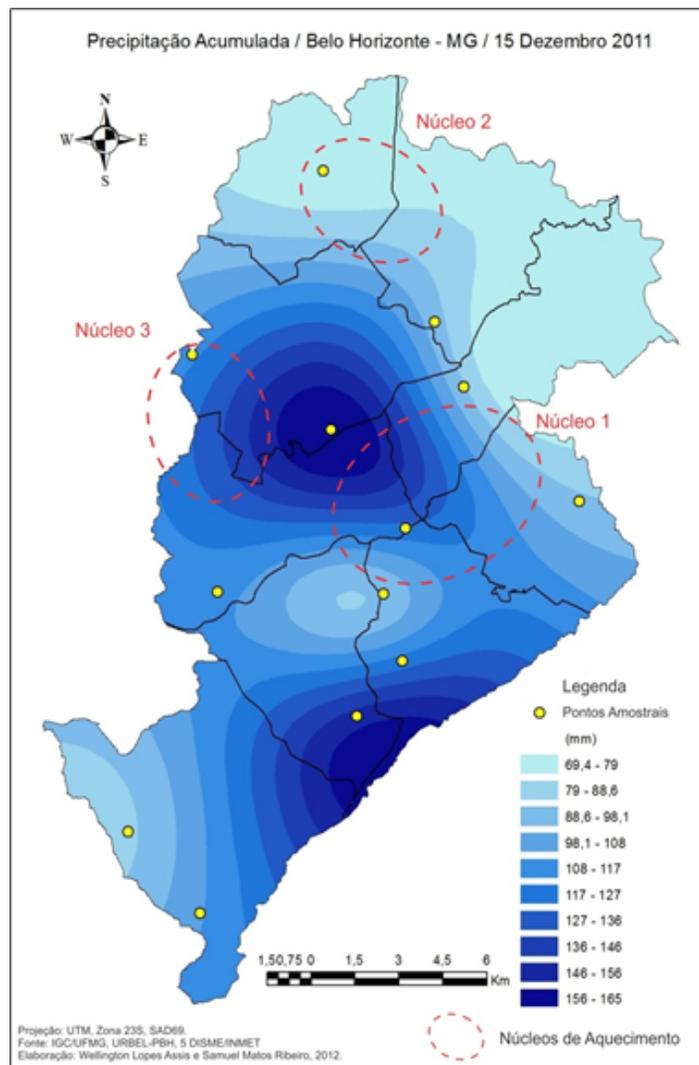 Precipitação Acumulada / Belo Horizonte - MG / 15 Dezembro 2011
N
W E
S
Núcleo 2
Núcleo 3
Núcleo 1
Legenda
Pontos Amostrais
(mm)
69,4 - 79
79 - 88,6
88,6 - 98,1
98,1 - 108
108 - 117
117 - 127
127 - 136
136 - 146
146 - 156
156 - 165
1,50,75 0 1,5 3 4,5 6
Km
Projeção: UTM, Zona 23S, SAD69.
Fonte: IGC/UFMG, URBEL-PBH, 5 DISME/INMET
Elaboração: Wellington Lopes Assis e Samuel Matos Ribeiro, 2012.
Núcleos de Aquecimento